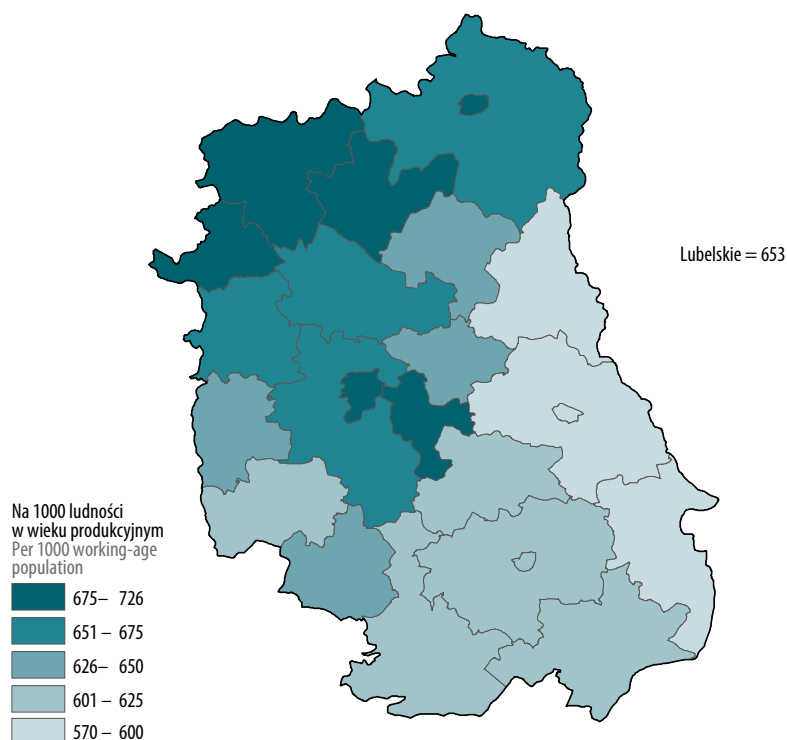 Lubelskie = 653
Na 1000 ludności
w wieku produkcyjnym
Per 1000 working-age
population
675– 726
651 – 675
626– 650
601 – 625
570 – 600